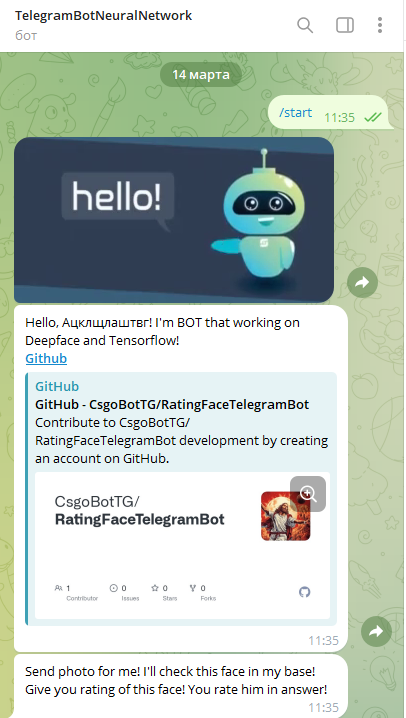 TelegramBotNeuralNetwork
бот
14 марта
/start
11:35
hello!
Hello, Ацклщлаштвг! I'm BOT that working on
Deepface and Tensorflow!
Github
GitHub
GitHub - CsgoBotTG/RatingFaceTelegramBot
Contribute to CsgoBotTG/
RatingFaceTelegramBot development by creating
an account on GitHub.
CsgoBotTG/
RatingFaceTelegramBot
1
Contributor
0
Issues
0
Stars
0
Forks
11:35
Send photo for me! I'll check this face in my base!
Give you rating of this face! You rate him in answer!
11:35